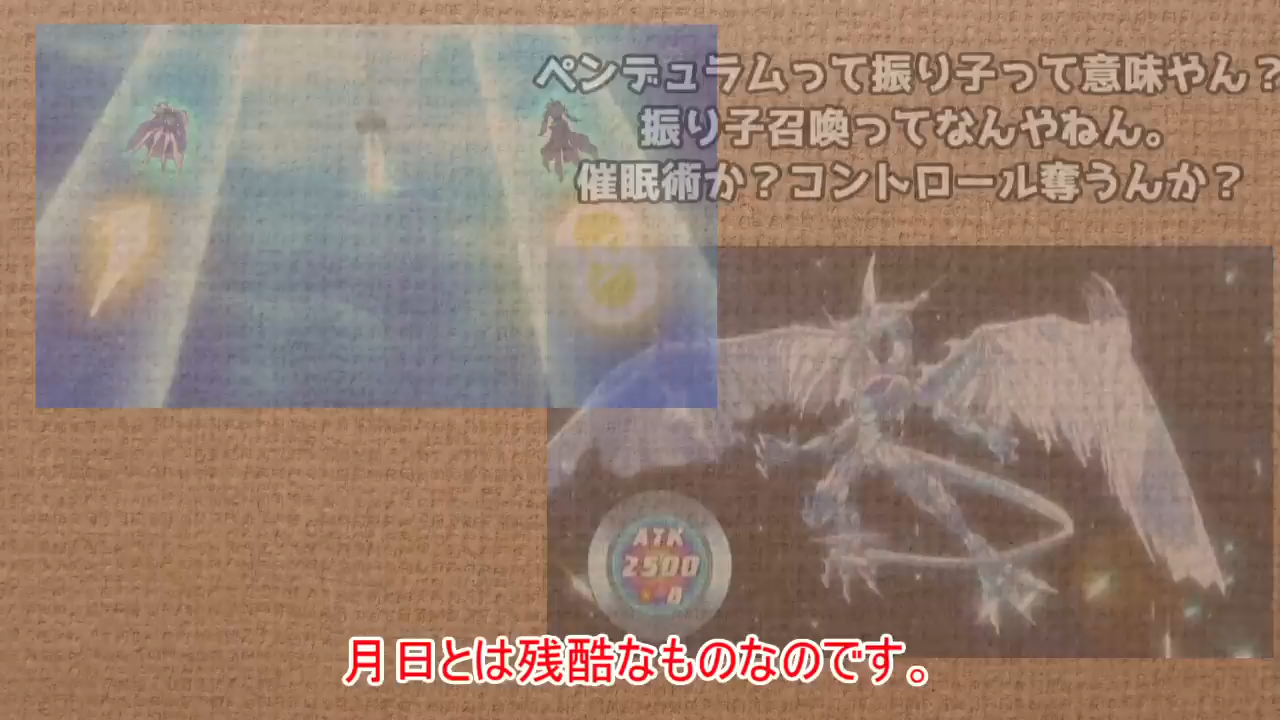 ペンデュラムって振り子って意味やん？
振り子召喚ってなんやねん。
催眠術か？コントロール奪うんか？
ATK
2500
月日とは残酷なものなのです。